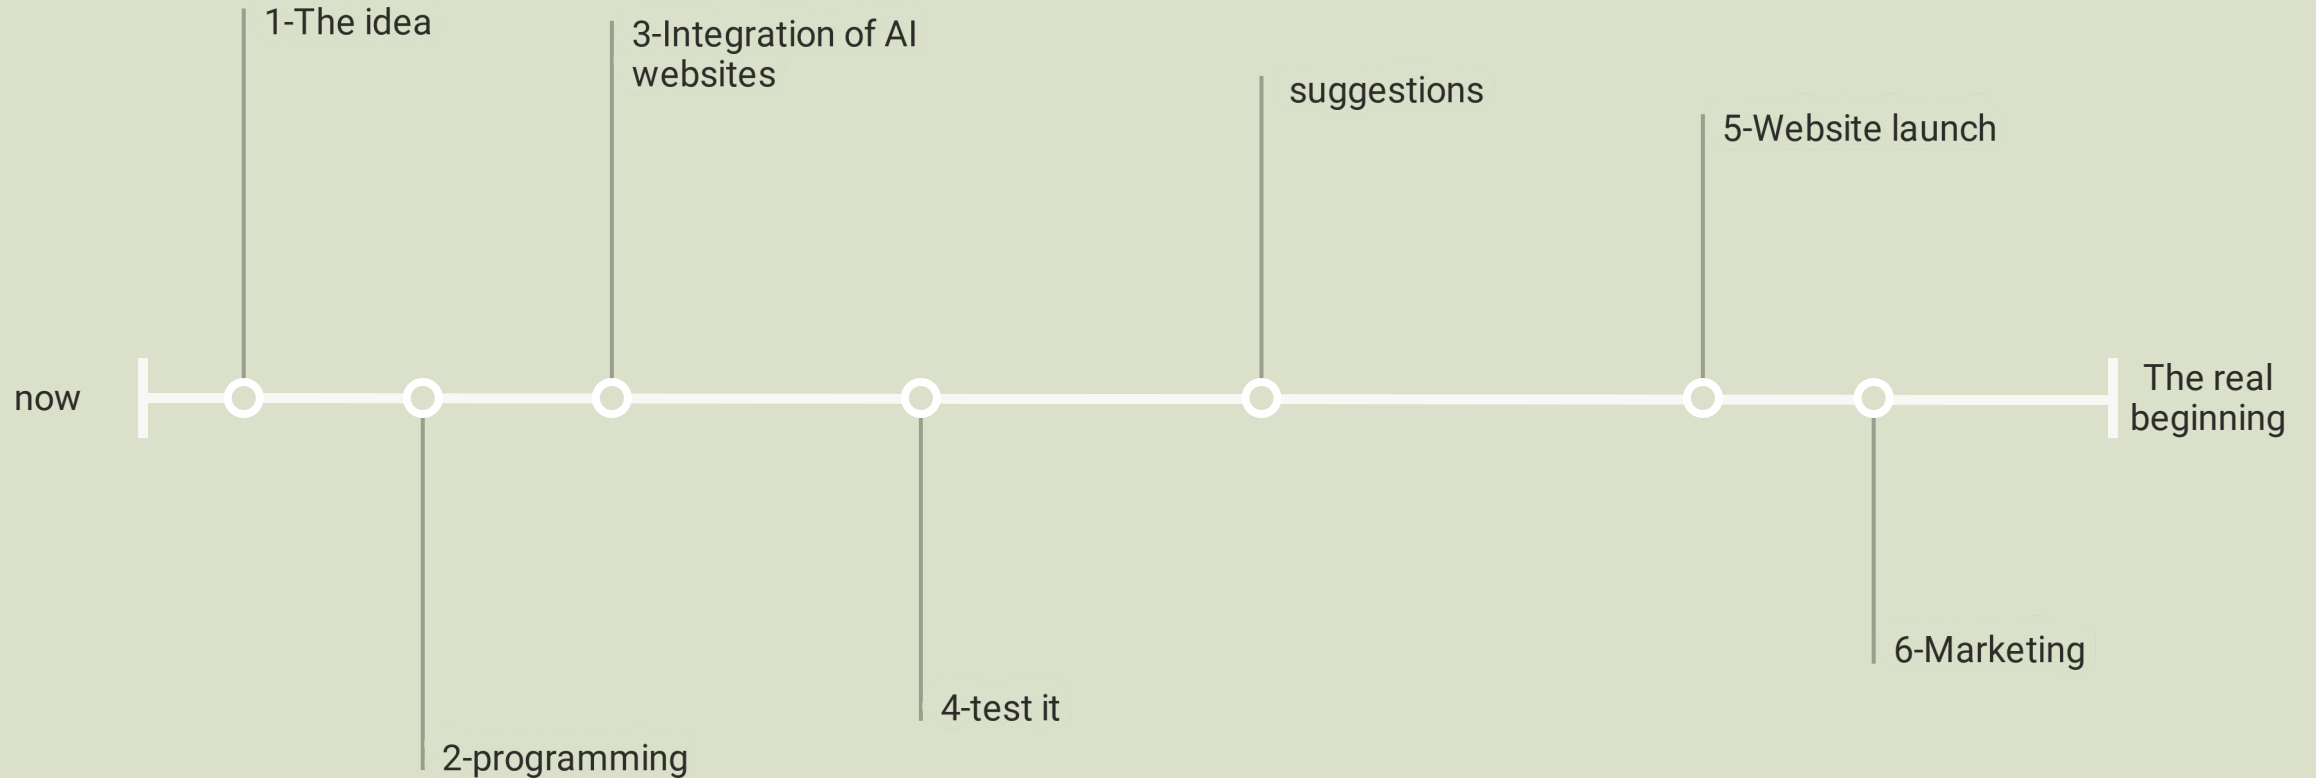 1-The idea
3-Integration of AI
websites
suggestions
5-Website launch
now
The real
beginning
6-Marketing
4-test it
2-programming